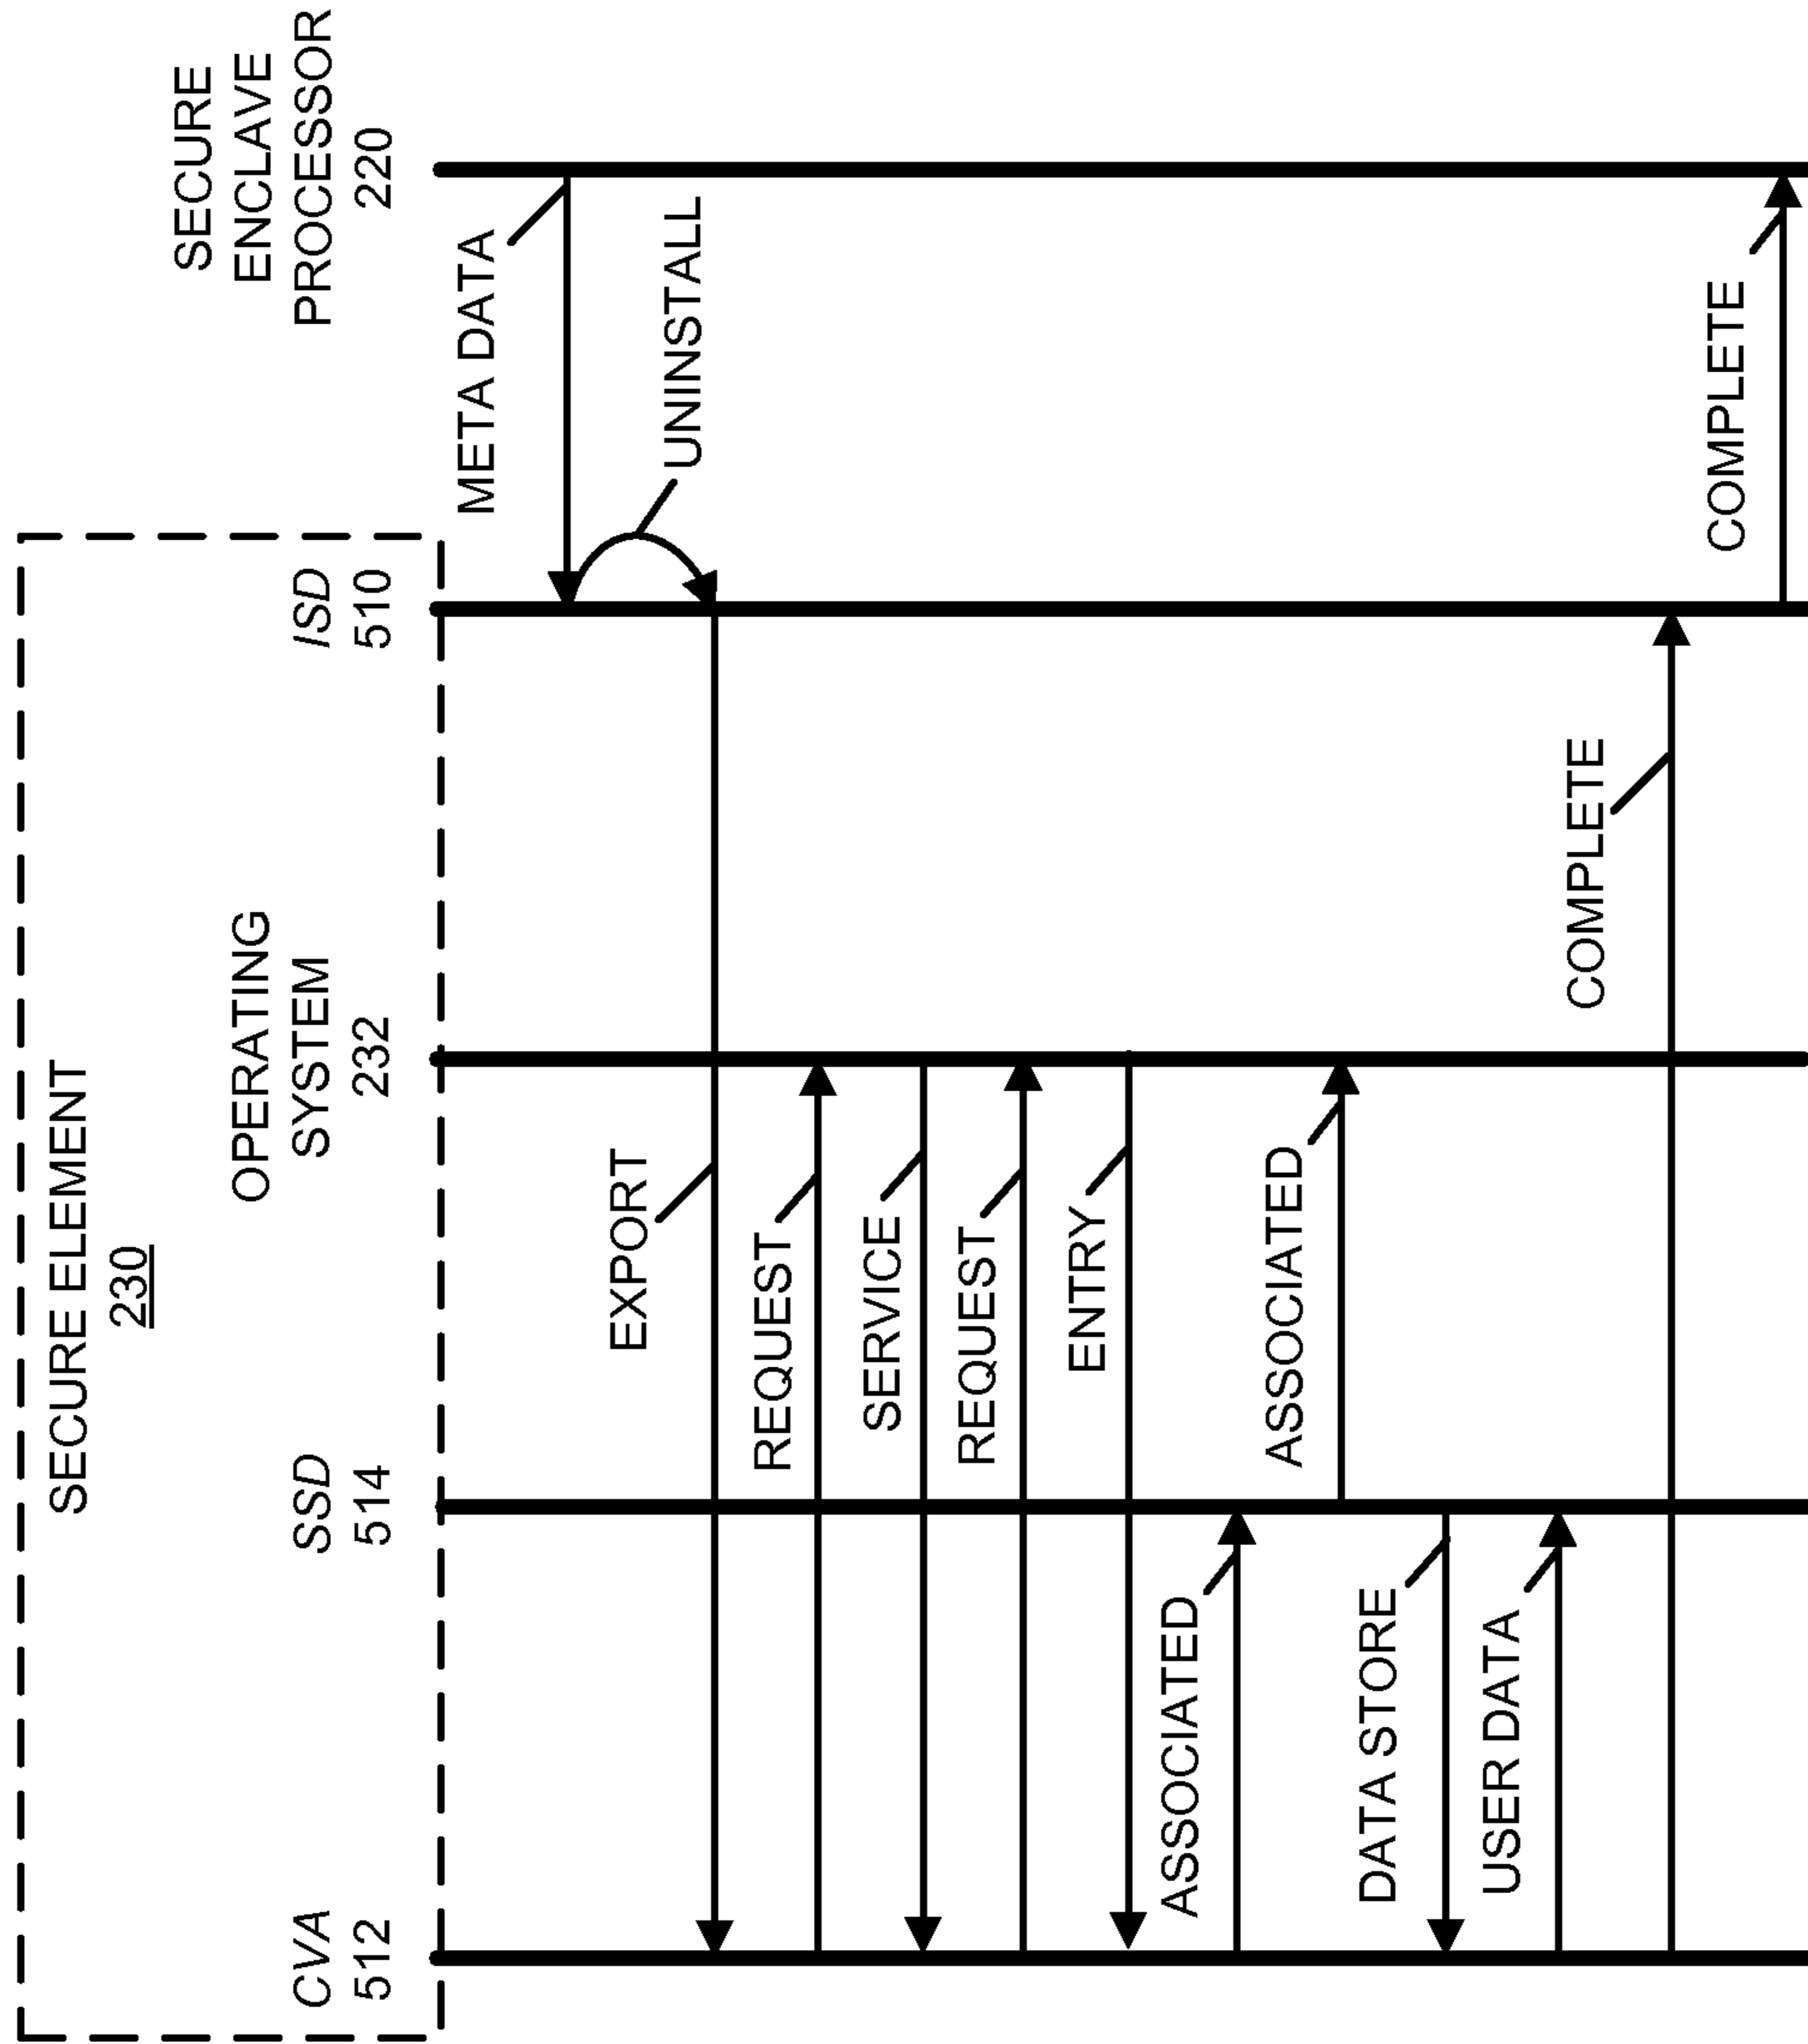 SECURE ELEMENT
230
CVA
512
SSD
514
OPERATING
SYSTEM
232
ISD
510
SECURE
ENCLAVE
PROCESSOR
220
META DATA
UNINSTALL
EXPORT
REQUEST
SERVICE
REQUEST
ENTRY
ASSOCIATED
ASSOCIATED
DATA STORE
USER DATA
COMPLETE
COMPLETE